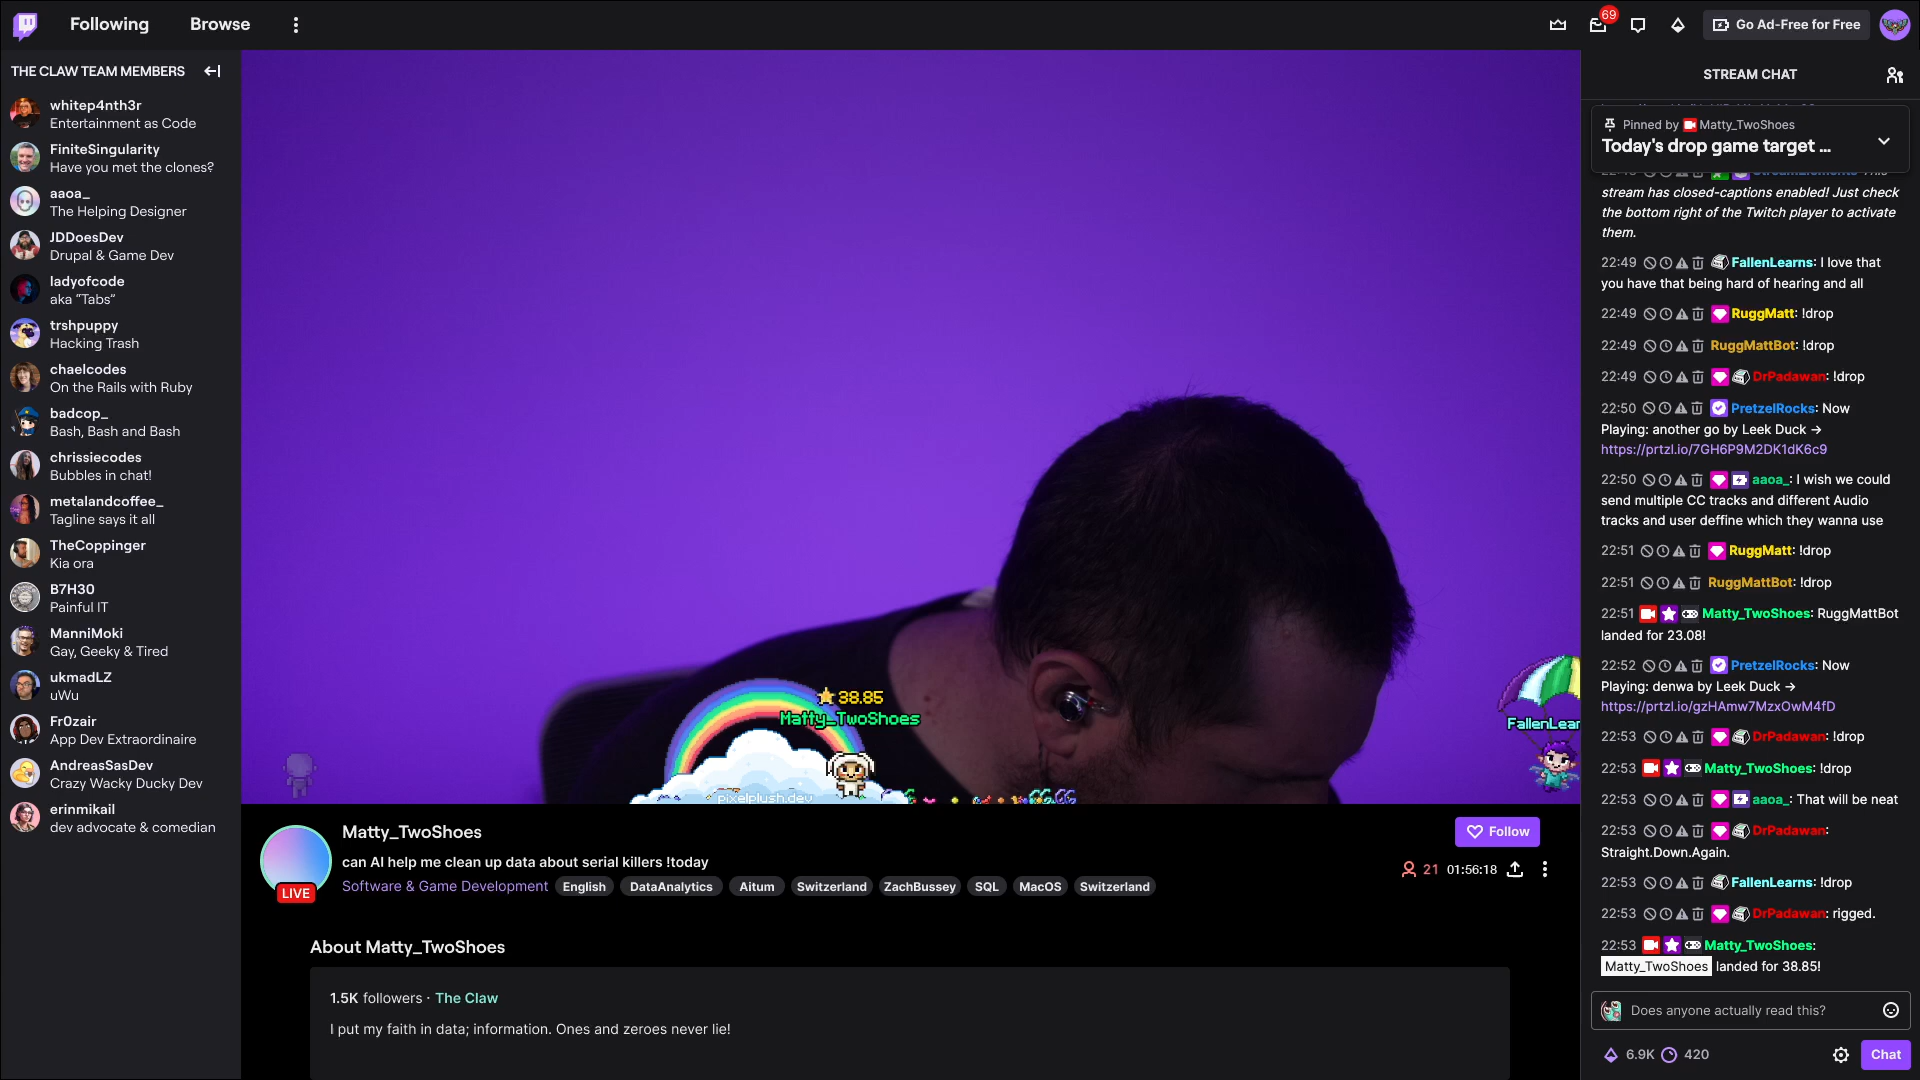 Following
Browse
69
Go Ad-Free for Free
THE CLAW TEAM MEMBERS
whitep4nth3r
Entertainment as Code
FiniteSingularity
Have you met the clones?
aaoa_
The Helping Designer
JDDoesDev
Drupal & Game Dev
ladyofcode
aka “Tabs”
trshpuppy
Hacking Trash
chaelcodes
On the Rails with Ruby
badcop_
Bash, Bash and Bash
chrissiecodes
Bubbles in chat!
metalandcoffee_
Tagline says it all
TheCoppinger
Kia ora
B7H30
Painful IT
ManniMoki
Gay, Geeky & Tired
ukmadLZ
uWu
Fr0zair
App Dev Extraordinaire
AndreasSasDev
Crazy Wacky Ducky Dev
erinmikail
dev advocate & comedian
38.85
Matty_TwoShoes
pixelplush.dev
FallenLear
Matty_TwoShoes
Follow
can AI help me clean up data about serial killers !today
LIVE
Software & Game Development English DataAnalytics Aitum Switzerland ZachBussey SQL MacOS Switzerland
21 01:56:18
About Matty_TwoShoes
1.5K followers · The Claw
I put my faith in data; information. Ones and zeroes never lie!
STREAM CHAT
Pinned by Matty_TwoShoes
Today's drop game target ...
stream has closed-captions enabled! Just check
the bottom right of the Twitch player to activate
them.
22:49 FallenLearns: I love that
you have that being hard of hearing and all
22:49 RuggMatt: !drop
22:49 RuggMattBot: !drop
22:49 DrPadawan: !drop
22:50 PretzelRocks: Now
Playing: another go by Leek Duck ->
https://prtzl.io/7GH6P9M2DK1dK6c9
22:50 aaoa_: I wish we could
send multiple CC tracks and different Audio
tracks and user deffine which they wanna use
22:51 RuggMatt: !drop
22:51 RuggMattBot: !drop
22:51 Matty_TwoShoes: RuggMattBot
landed for 23.08!
22:52 PretzelRocks: Now
Playing: denwa by Leek Duck ->
https://prtzl.io/gzHAmw7MzxOwM4fD
22:53 DrPadawan: !drop
22:53 Matty_TwoShoes: !drop
22:53 aaoa_: That will be neat
22:53 DrPadawan:
Straight.Down.Again.
22:53 FallenLearns: !drop
22:53 DrPadawan: rigged.
22:53 Matty_TwoShoes:
Matty_TwoShoes landed for 38.85!
Does anyone actually read this?
6.9K 420
Chat